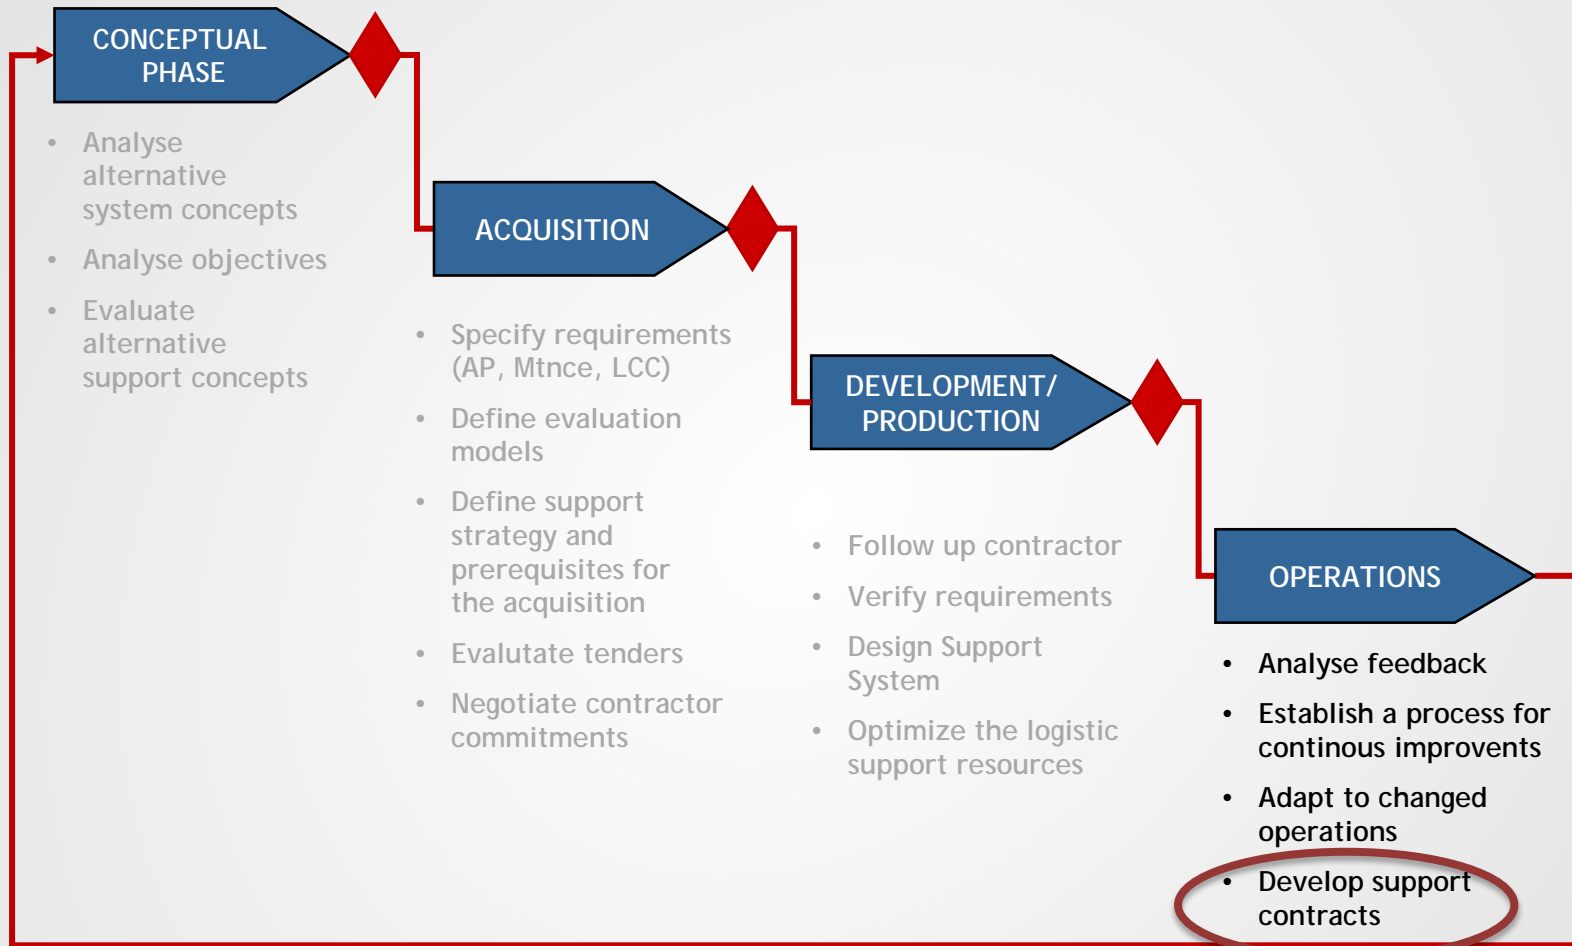 CONCEPTUAL
PHASE
• Analyse
alternative
system concepts
• Analyse objectives
• Evaluate
alternative
support concepts
ACQUISITION
• Specify requirements
(AP, Mtnce, LCC)
• Define evaluation
models
• Define support
strategy and
prerequisites for
the acquisition
• Evalutate tenders
• Negotiate contractor
commitments
DEVELOPMENT/
PRODUCTION
• Follow up contractor
• Verify requirements
• Design Support
System
• Optimize the logistic
support resources
OPERATIONS
• Analyse feedback
• Establish a process for
continous improvents
• Adapt to changed
operations
• Develop support
contracts